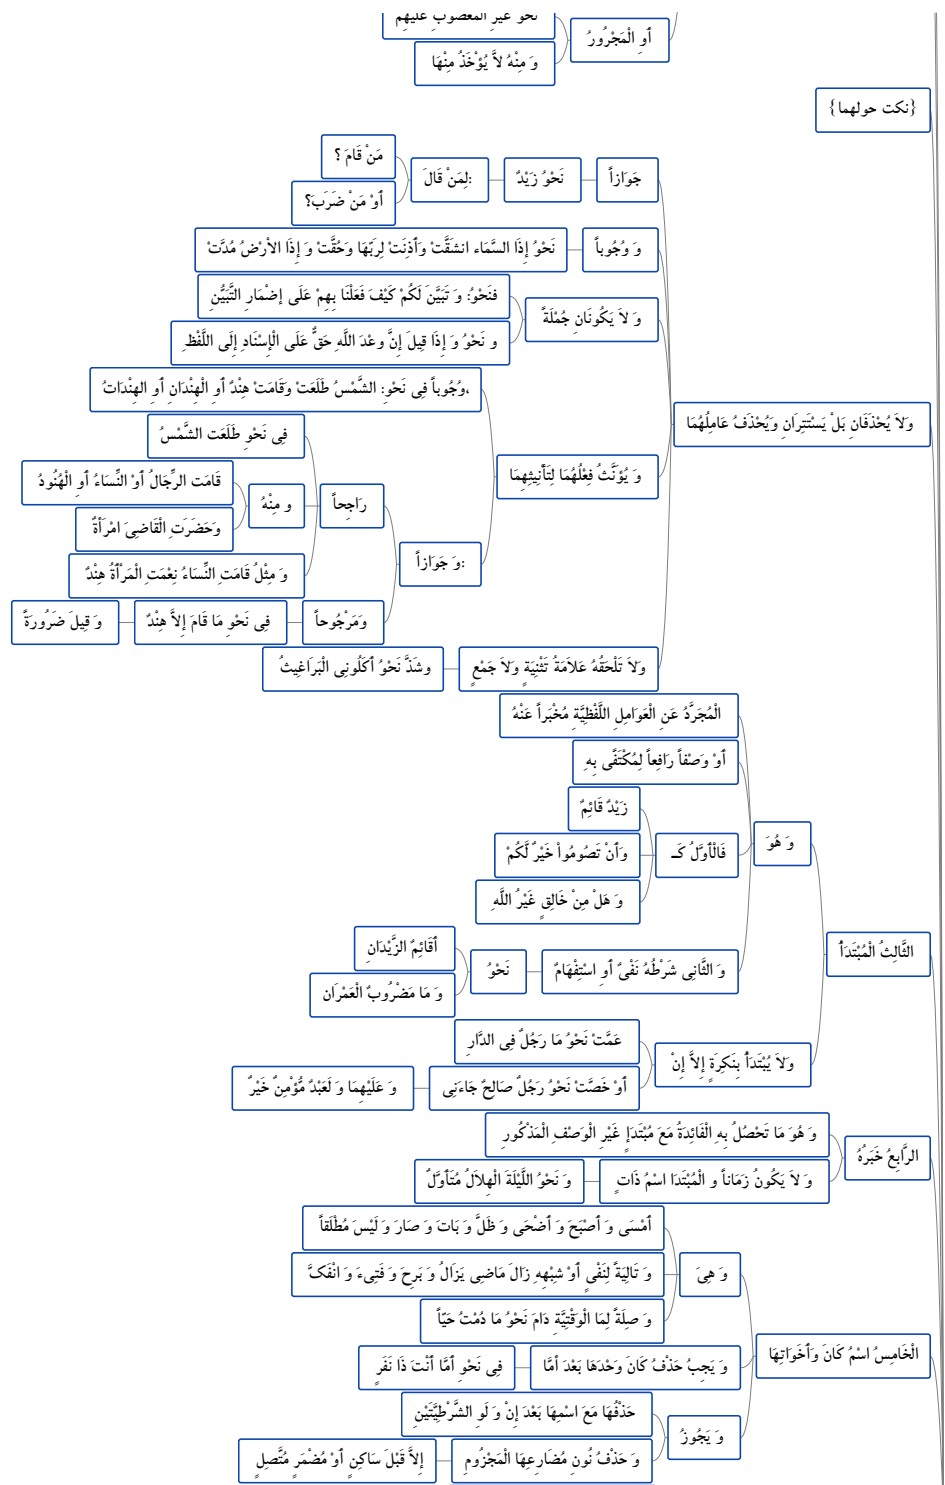 أَوِ الْمَجْرُورُ
نَحْوُ غَيْرِ الْمَغْضُوبِ عَلَيْهِم
وَ مِنْهُ لاَّ يُؤْخَذْ مِنْهَا
{نكت حولهما}
وَلاَ يُحْذَفَانِ بَلْ يَسْتَتِرَانِ وَيُحْذَفُ عَامِلُهُمَا
جَوَازاً
نَحْوُ زَيْدٌ
:لِمَنْ قَالَ
مَنْ قَامَ ؟
أَوْ مَنْ ضَرَبَ؟
وَ وُجُوباً
نَحْوُ إِذَا السَّمَاء انشَقَّتْ وَأَذِنَتْ لِرَبِّهَا وَحُقَّتْ وَ إِذَا الأَرْضُ مُدَّتْ
وَ لاَ يَكُونَانِ جُمْلَةً
فَنَحْوُ: وَ تَبَيَّنَ لَكُمْ كَيْفَ فَعَلْنَا بِهِمْ عَلَى إِضْمَارِ التَّبَيُّنِ
و نَحْوُ وَ إِذَا قِيلَ إِنَّ وعْدَ اللَّهِ حَقٌّ عَلَى الْإِسْنَادِ إِلَى اللَّفْظِ
وَ يُؤَنَّثُ فِعْلُهُمَا لِتَأْنِيثِهِمَا
،وُجُوباً فِى نَحْوِ: الشَّمْسُ طَلَعَتْ وَقَامَتْ هِنْدٌ أَوِ الْهِنْدَانِ أَوِ الهِنْدَاتُ
:وَ جَوَازاً
رَاجِحاً
فِى نَحْوِ طَلَعَت الشَّمْسُ
و مِنْهُ
قَامَت الرِّجَالُ أَوْ النِّسَاءُ أَوِ الْهُنُودُ
وَحَضَرَتِ الْقَاضِىَ امْرَأَةٌ
وَ مِثْلُ قَامَتِ النِّسَاءُ نِعْمَتِ الْمَرْأَةُ هِنْدٌ
وَمَرْجُوحاً
فِى نَحْوِ مَا قَامَ إِلاَّ هِنْدٌ
وَ قِيلَ ضَرُورَةً
وَلاَ تَلْحَقُهُ عَلاَمَةُ تَثْنِيَةٍ وَلاَ جَمْعٍ
وشَذَّ نَحْوُ أَكَلُونِى الْبَرَاغِيثُ
الثَّالِثُ الْمُبْتَدَأُ
وَ هُوَ
الْمُجَرَّدُ عَنِ الْعَوَامِلِ اللَّفْظِيَّةِ مُخْبَراً عَنْهُ
أَوْ وَصْفاً رَافِعاً لِمُكْتَفًى بِهِ
فَالْأَوَّلُ كَـ
زَيْدٌ قَائِمٌ
وَأَنْ تَصُومُواْ خَيْرٌ لَّكُمْ
وَ هَلْ مِنْ خَالِقٍ غَيْرُ اللَّهِ
وَ الثَّانِى شَرْطُهُ نَفْىٌ أَوِ اسْتِفْهَامٌ
نَحْوُ
أَقَائِمٌ الزَّيْدَانِ
وَ مَا مَضْرُوبٌ الْعَمْرَان
وَلاَ يُبْتَدَأُ بِنَكِرَةٍ إِلاَّ إِنْ
عَمَّتْ نَحْوُ مَا رَجُلٌ فِى الدَّارِ
أَوْ خَصَّتْ نَحْوُ رَجُلٌ صَالِحٌ جَاءَنِى
وَ عَلَيْهِمَا وَ لَعَبْدٌ مُّؤْمِنٌ خَيْرٌ
الرَّابِعُ خَبَرُهُ
وَ هُوَ مَا تَحْصُلُ بِهِ الْفَائِدَةُ مَعَ مُبْتَدَإٍ غَيْرِ الْوَصْفِ الْمَذْكُورِ
وَ لاَ يَكُونُ زَمَاناً و الْمُبْتَدَا اسْمُ ذَاتٍ
وَ نَحْوُ اللَّيْلَةَ الْهِلاَلُ مُتَأَوَّلٌ
الْخَامِسُ اسْمُ كَانَ وَأَخَوَاتِهَا
وَ هِىَ
أَمْسَى وَ أَصْبَحَ وَ أَضْحَى وَ ظَلَّ وَ بَاتَ وَ صَارَ وَ لَيْسَ مُطْلَقاً
وَ تَالِيَةً لِنَفْىٍ أَوْ شِبْهِهِ زَالَ مَاضِى يَزَالُ وَ بَرِحَ وَ فَتِىءَ وَ انْفَكَّ
وَ صِلَةً لِمَا الْوَقْتِيَّةِ دَامَ نَحْوُ مَا دُمْتُ حَيّاً
وَ يَجِبُ حَذْفُ كَانَ وَحْدَهَا بَعْدَ أَمَّا
فِى نَحْوِ أَمَّا أَنْتَ ذَا نَفَرٍ
وَ يَجُوزُ
حَذْفُهَا مَعَ اسْمِهَا بَعْدَ إِنْ وَ لَوِ الشَّرْطِيَّتَيْنِ
وَ حَذْفُ نُونِ مُضَارِعِهَا الْمَجْزُومِ
إِلاَّ قَبْلَ سَاكِنٍ أَوْ مُضْمَرٍ مُتَّصِلٍ